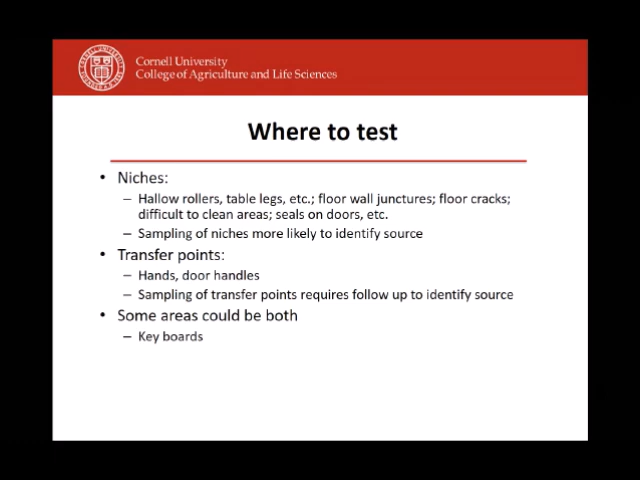 Cornell University
College of Agriculture and Life Sciences
Where to test
• Niches:
– Hallow rollers, table legs, etc.; floor wall junctures; floor cracks;
difficult to clean areas; seals on doors, etc.
– Sampling of niches more likely to identify source
• Transfer points:
– Hands, door handles
– Sampling of transfer points requires follow up to identify source
• Some areas could be both
– Key boards